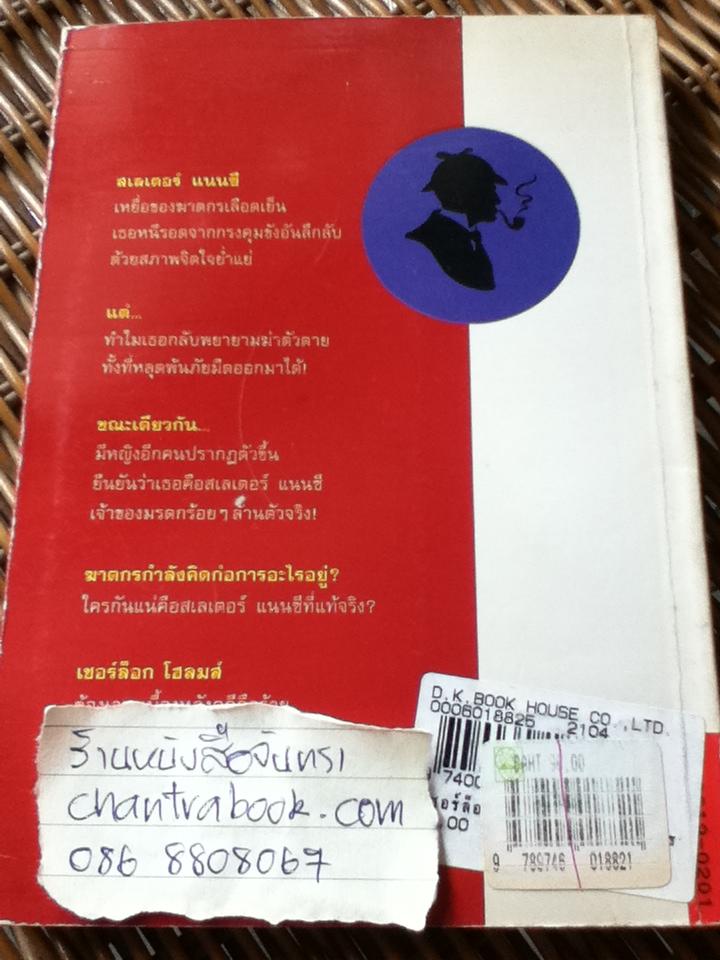 สเลเตอร์ แนนซี
เหยื่อของฆาตกรเลือดเย็น
เธอหนีรอดจากกรงคุมขังอันลึกลับ
ด้วยสภาพจิตใจย่ำแย่
แต่...
ทำไมเธอกลับพยายามฆ่าตัวตาย
ทั้งที่หลุดพ้นภัยมืดออกมาได้!
ขณะเดียวกัน...
มีหญิงอีกคนปรากฏตัวขึ้น
ยืนยันว่าเธอคือสเลเตอร์ แนนซี
เจ้าของมรดกร้อยๆล้านตัวจริง!
ฆาตกรกำลังคิดก่อการอะไรอยู่?
ใครกันแน่คือสเลเตอร์ แนนซีที่แท้จริง?
เชอร์ล็อก โฮลมส์
D.K.BOOK HOUSE CO.,LTD.
0006018825 2104
ร้านหนังสือจันทรา
chantrabook.com
086 8808067
9 789746 018821